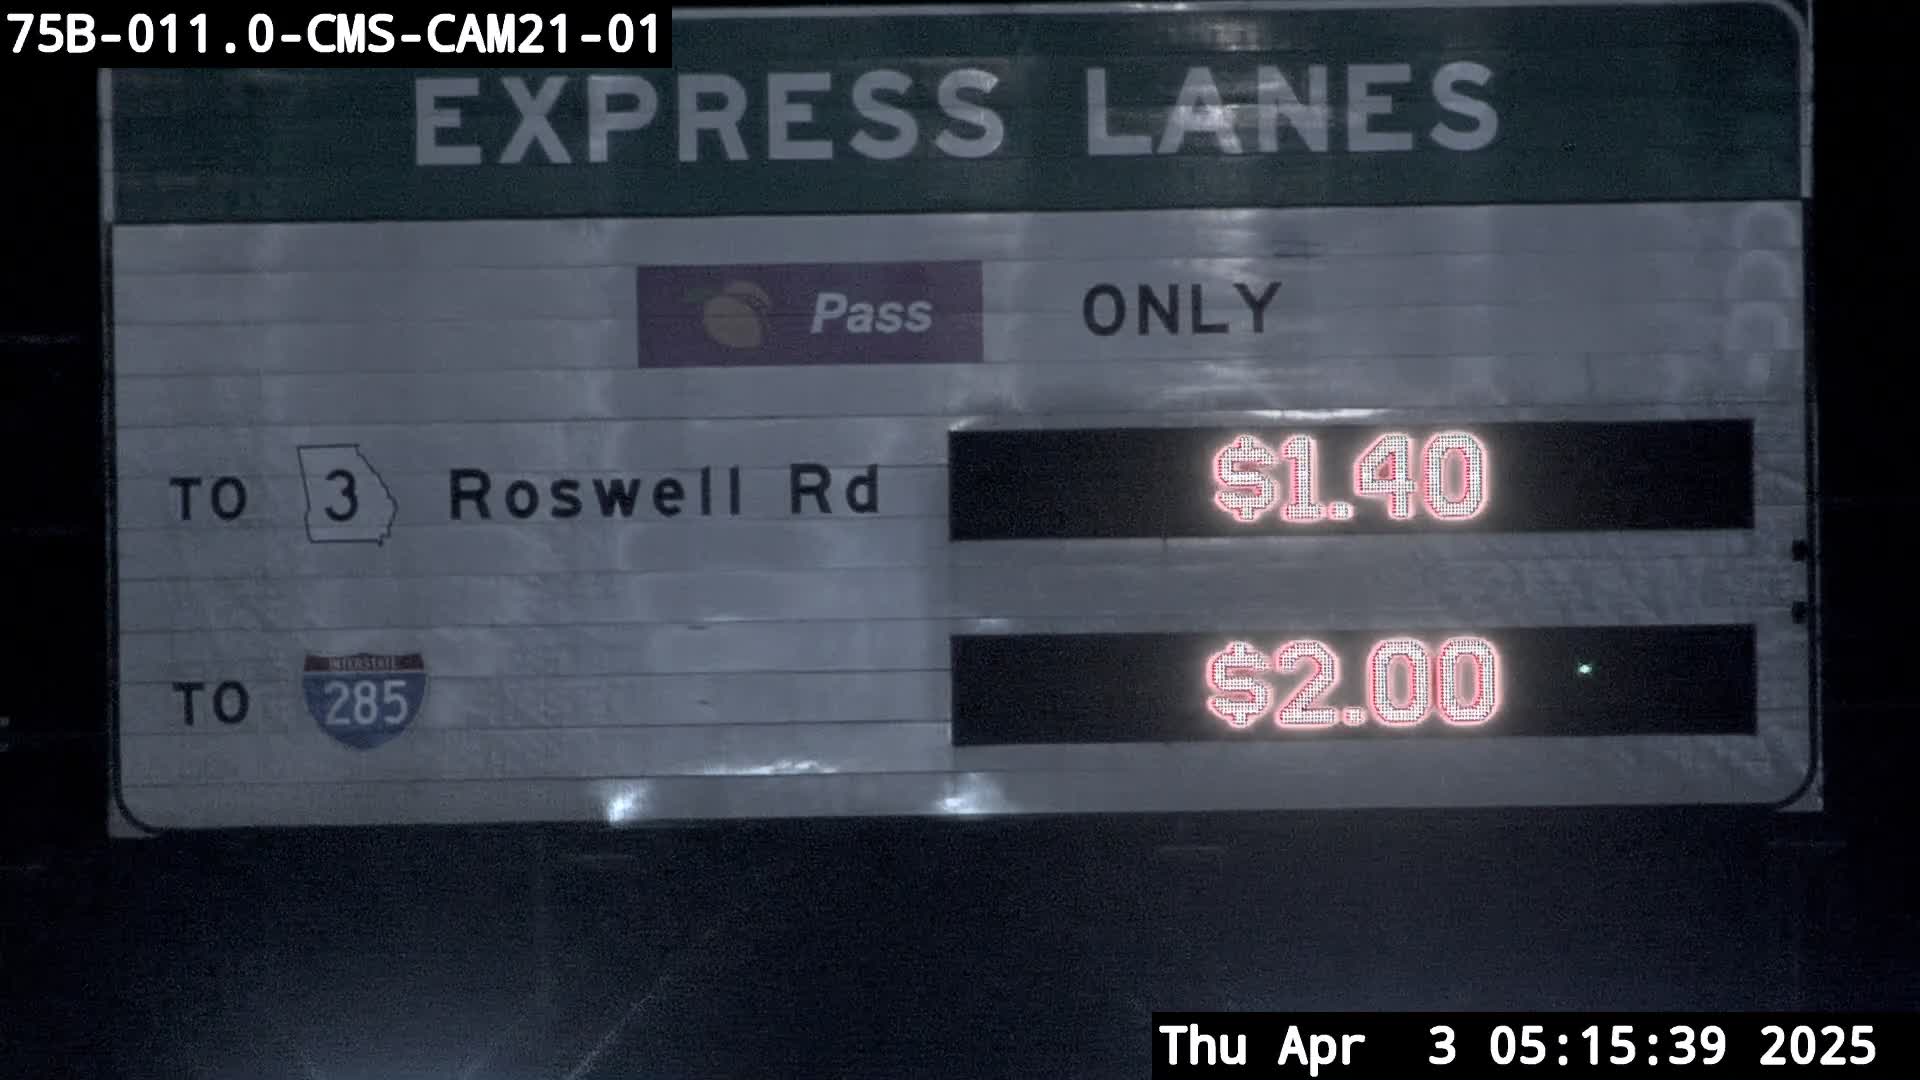 75B-011.0-CMS-CAM21-01
EXPRESS LANES
Pass ONLY
TO 3 Roswell Rd $1.40
TO INTERSTATE 285 $2.00
Thu Apr 3 05:15:39 2025